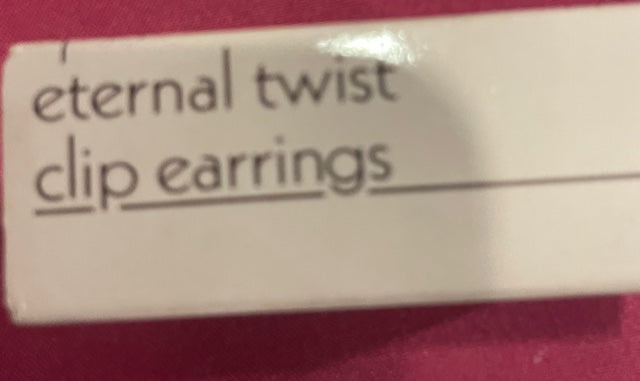 eternal twist
clip earrings